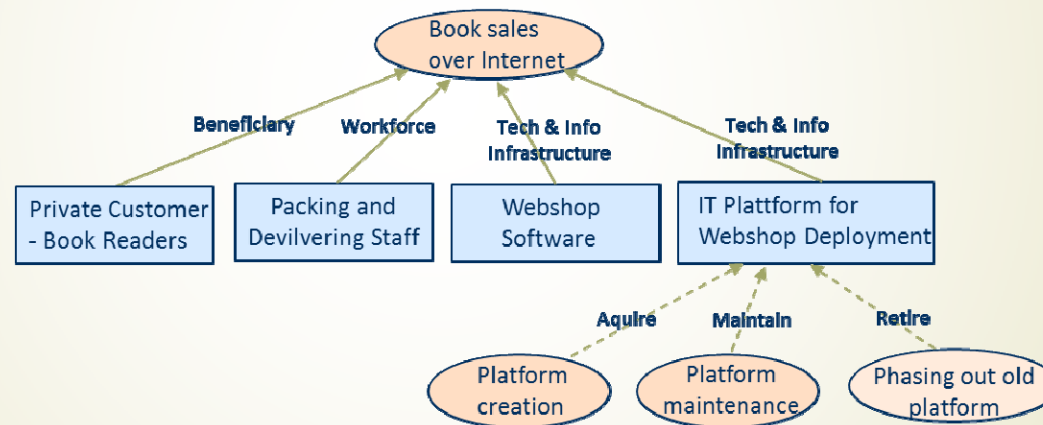 Book sales
over Internet
Beneficiary
Workforce
Tech & Info
Infrastructure
Tech & Info
Infrastructure
Private Customer
- Book Readers
Packing and
Devilvering Staff
Webshop
Software
IT Plattform for
Webshop Deployment
Aquire
Maintain
Retire
Platform
creation
Platform
maintenance
Phasing out old
platform